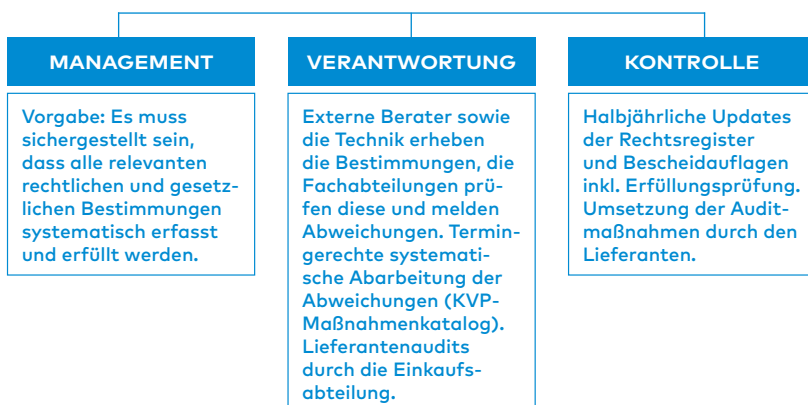 MANAGEMENT
Vorgabe: Es muss
sichergestellt sein,
dass alle relevanten
rechtlichen und gesetz-
lichen Bestimmungen
systematisch erfasst
und erfüllt werden.
VERANTWORTUNG
Externe Berater sowie
die Technik erheben
die Bestimmungen, die
Fachabteilungen prü-
fen diese und melden
Abweichungen. Termin-
gerechte systemati-
sche Abarbeitung der
Abweichungen (KVP-
Maßnahmenkatalog).
Lieferantenaudits
durch die Einkaufs-
abteilung.
KONTROLLE
Halbjährliche Updates
der Rechtsregister
und Bescheidauflagen
inkl. Erfüllungsprüfung.
Umsetzung der Audit-
maßnahmen durch den
Lieferanten.